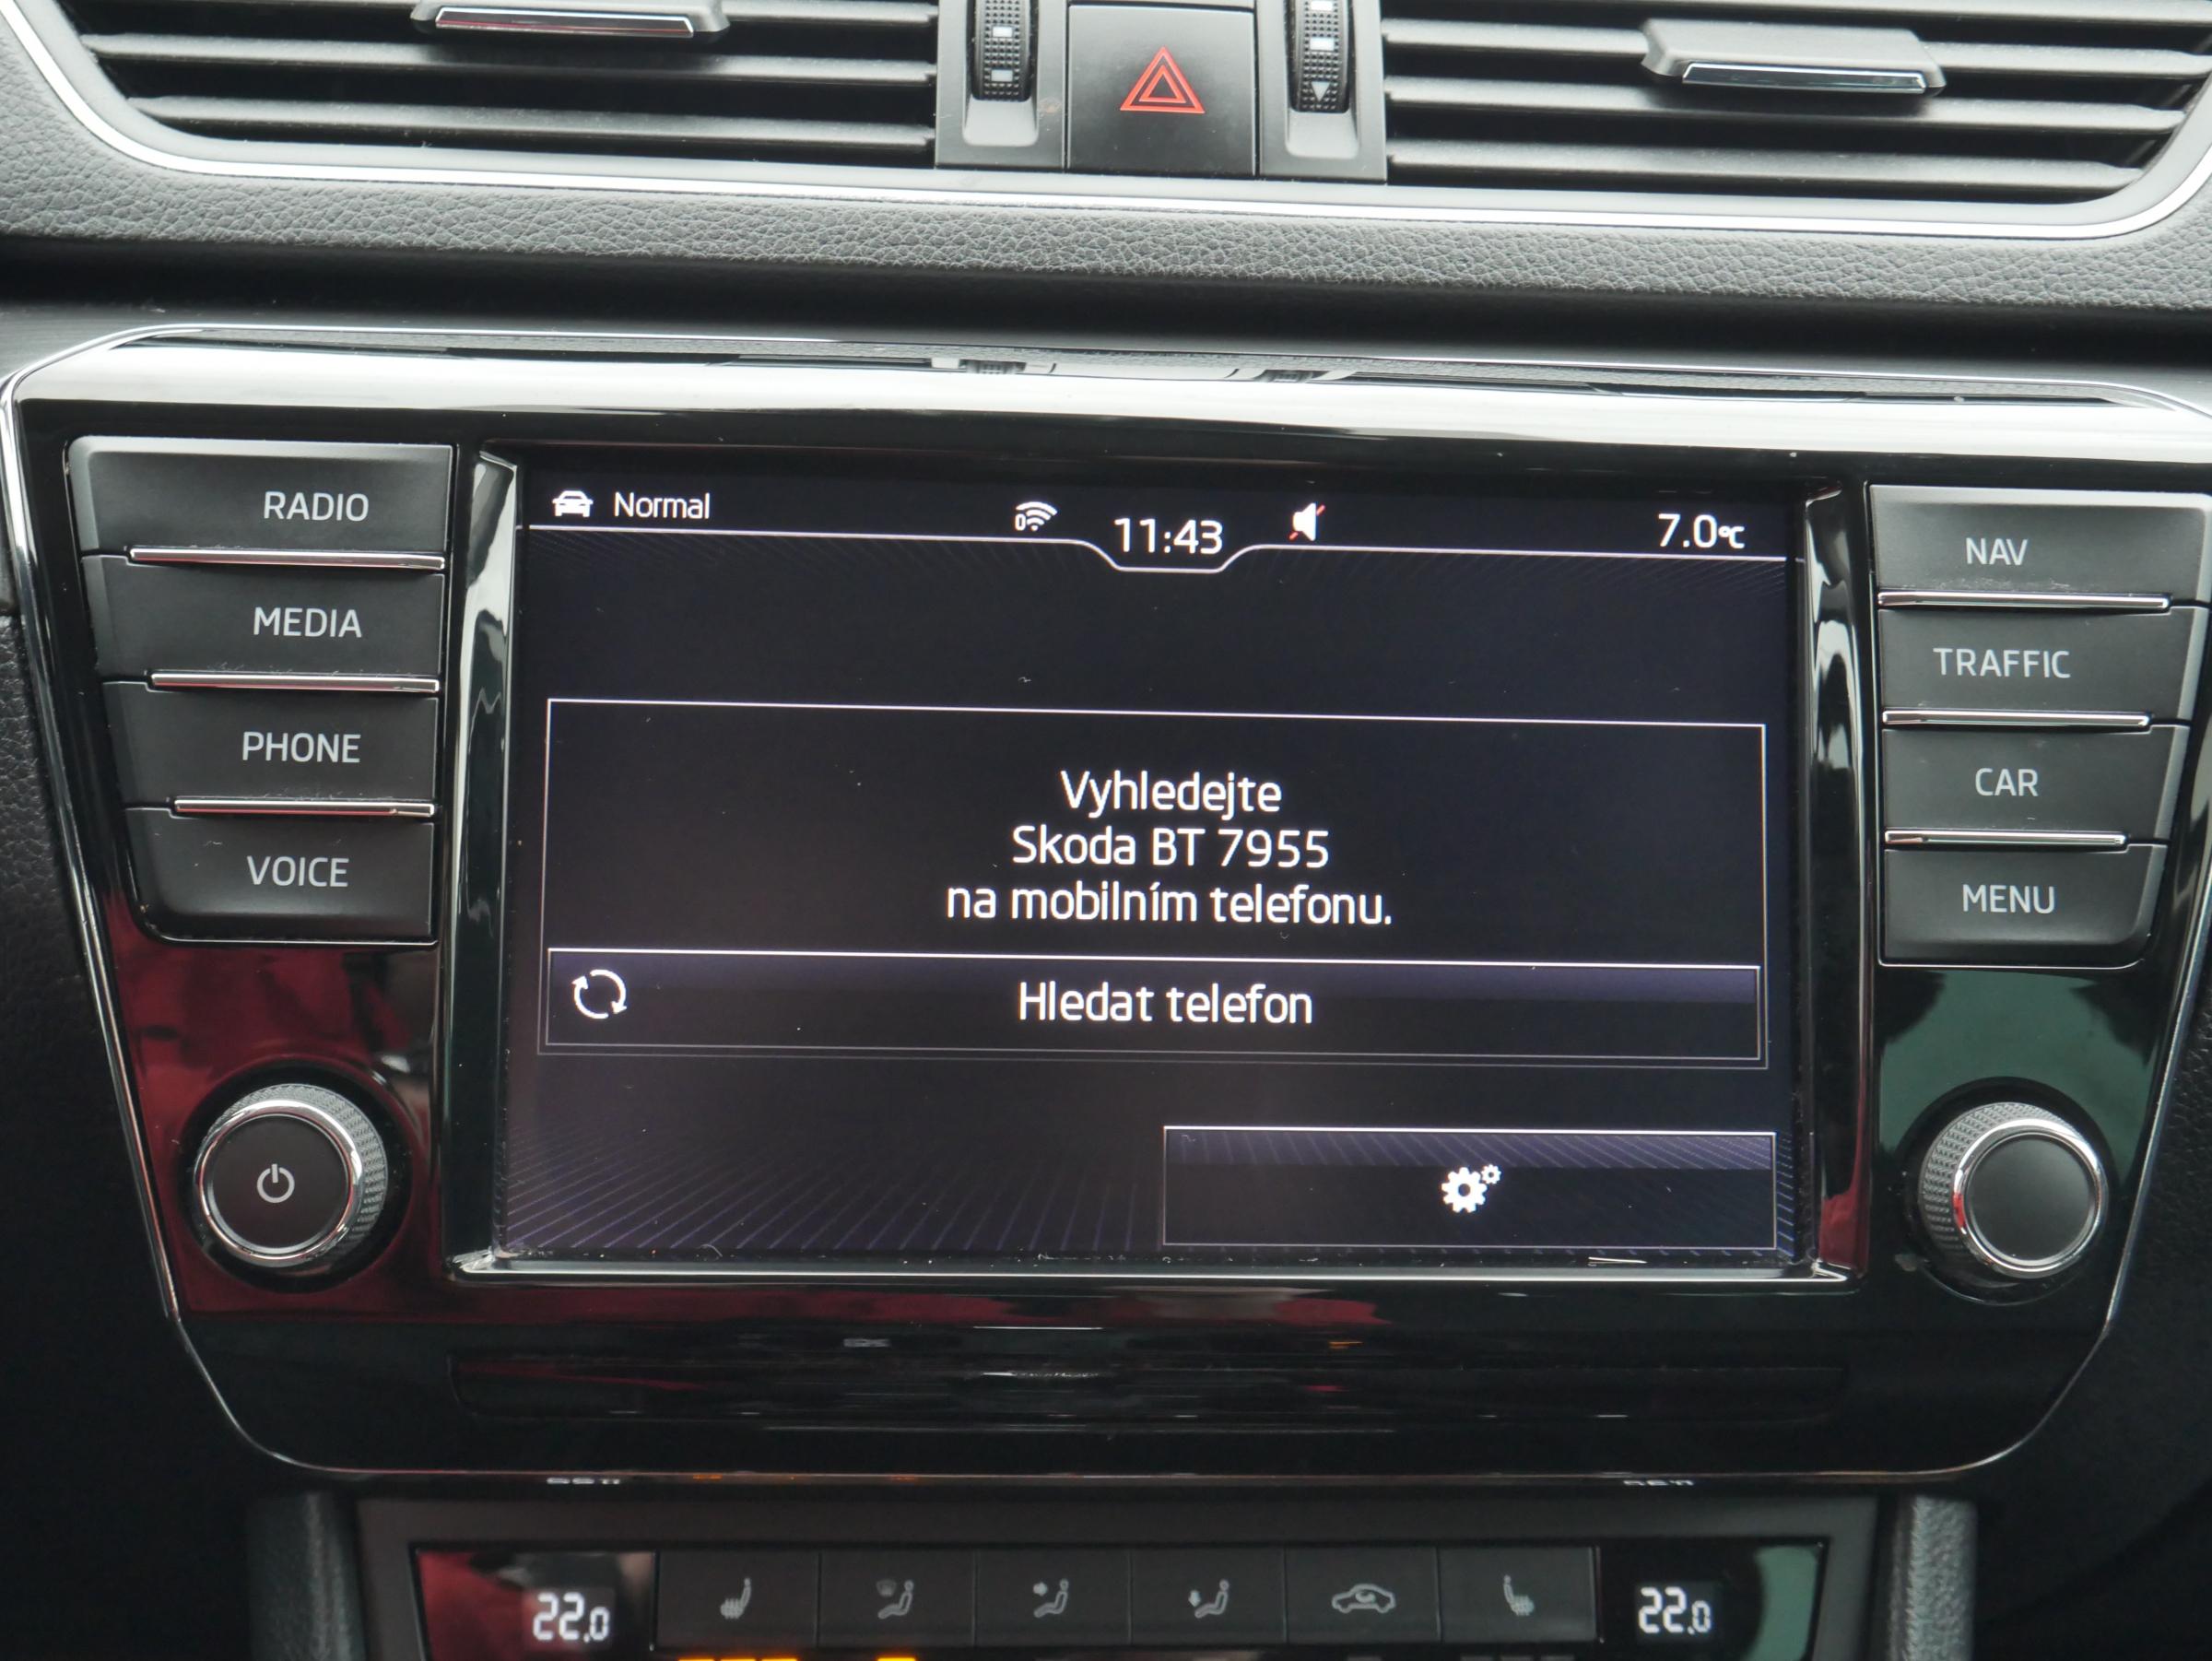 RADIO
MEDIA
PHONE
VOICE
Normal
11:43
7.0°C
Vyhledejte
Skoda BT 7955
na mobilním telefonu.
Hledat telefon
NAV
TRAFFIC
CAR
MENU
22.0
22.0